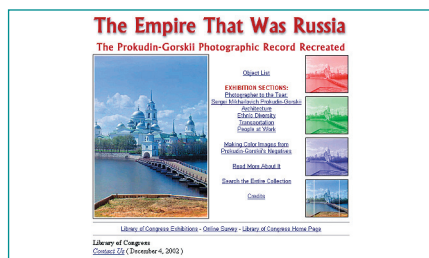 The Empire That Was Russia
The Prokudin-Gorskii Photographic Record Recreated
Object List
EXHIBITION SECTIONS:
Photographer to the Tsar:
Sergei Mikhailovich Prokudin-Gorskii
Architecture
Ethnic Diversity
Transportation
People at Work
Making Color Images from
Prokudin-Gorskii's Negatives
Read More About It
Search the Entire Collection
Credits
Library of Congress Exhibitions - Online Survey - Library of Congress Home Page
Library of Congress
Contact Us ( December 4, 2002 )